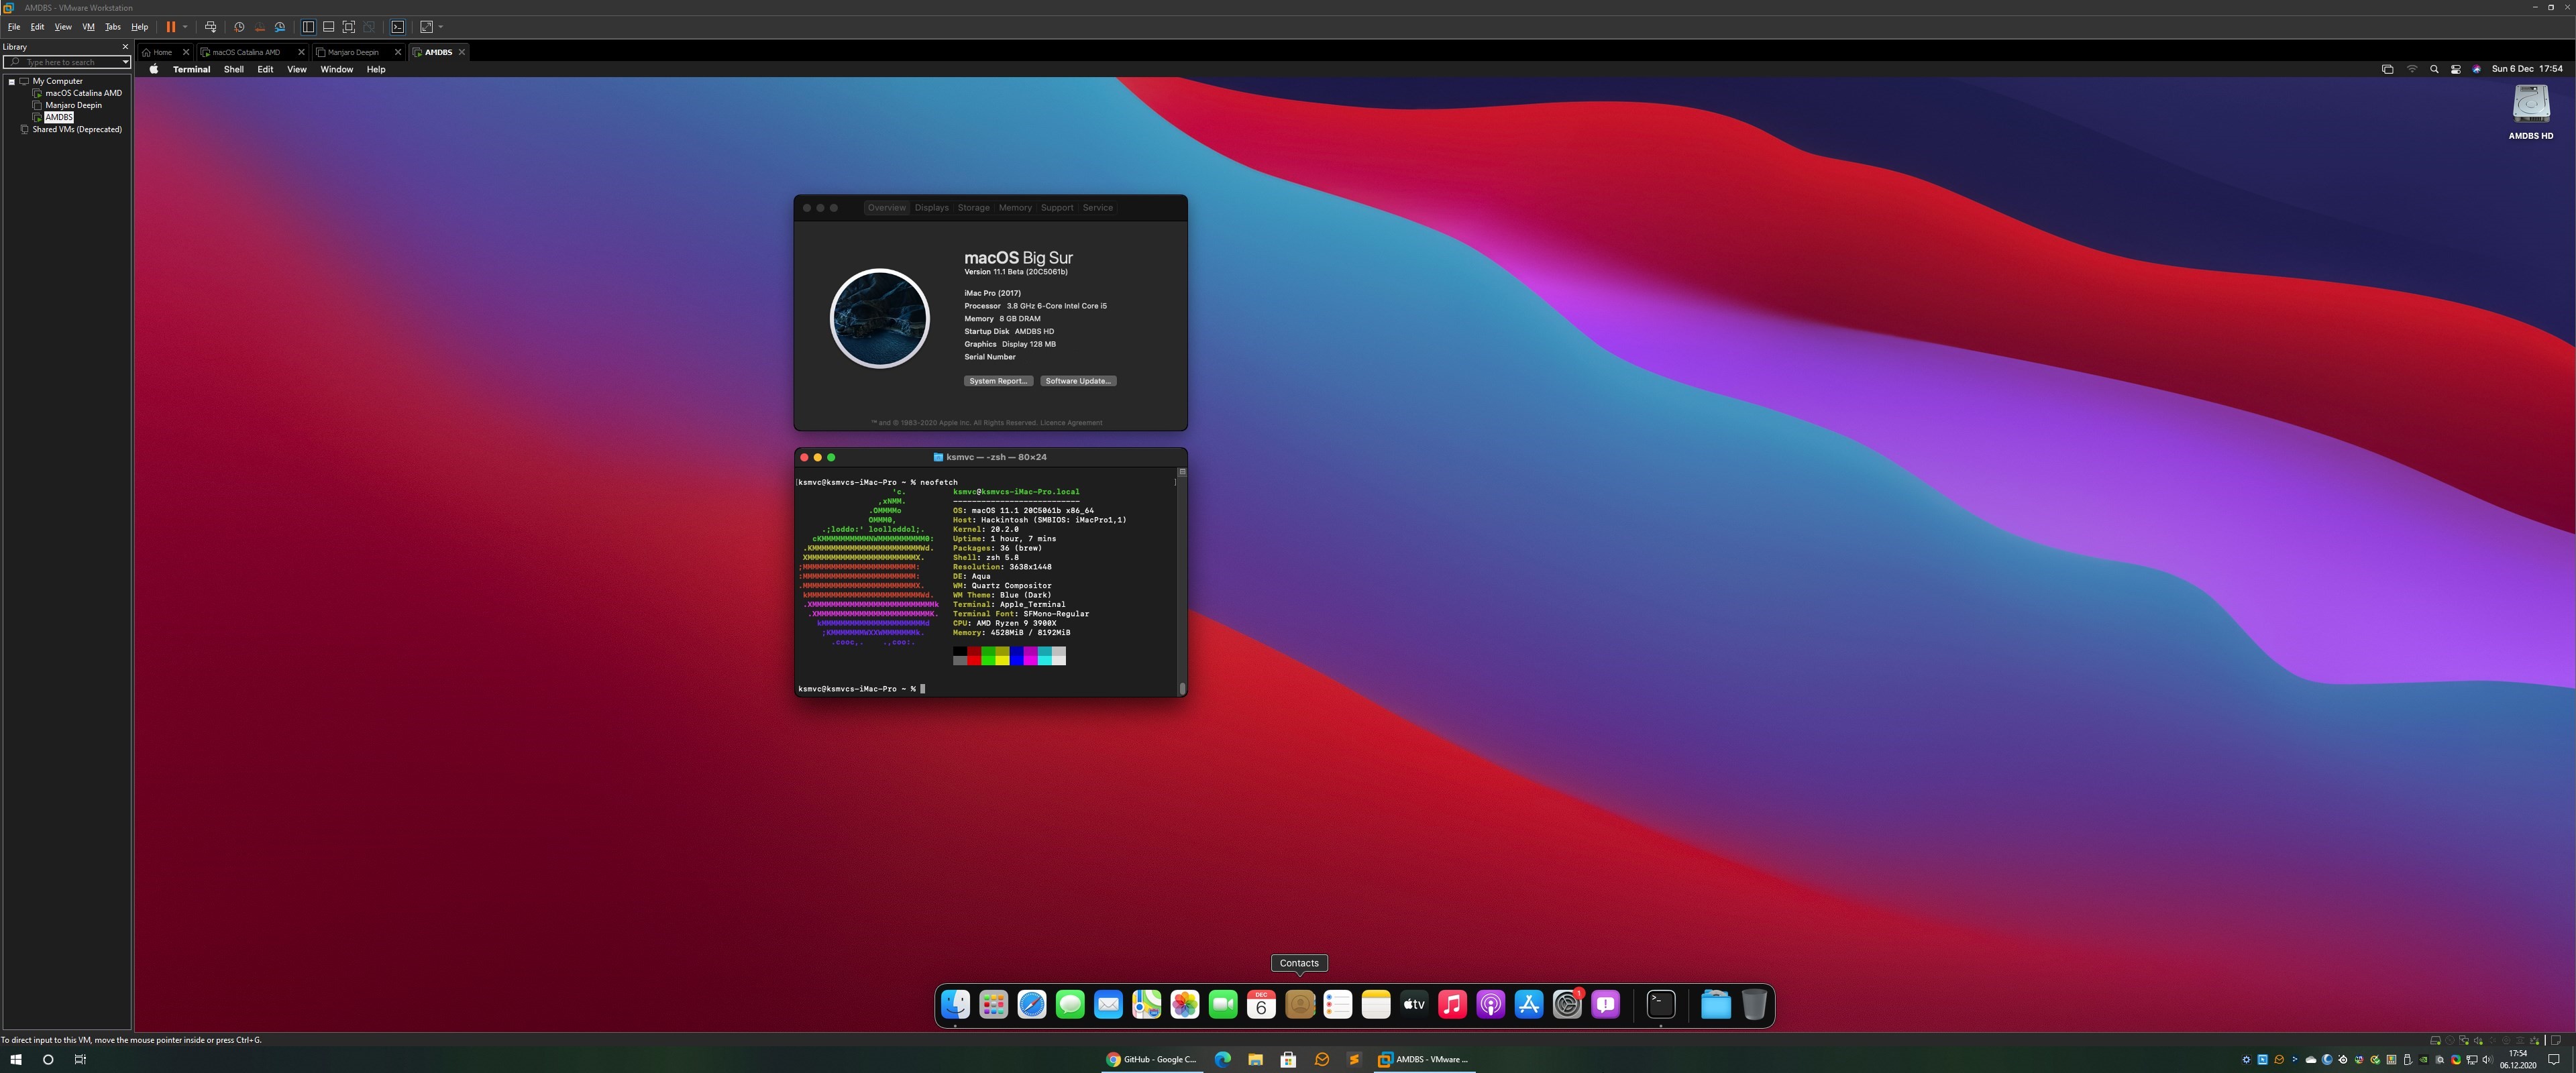 AMDBS - VMware Workstation
File Edit View VM Tabs Help
Library
Type here to search
My Computer
macOS Catalina AMD
Manjaro Deepin
AMDBS
Shared VMs (Deprecated)
Home
macOS Catalina AMD
Manjaro Deepin
AMDBS
Terminal Shell Edit View Window Help
Sun 6 Dec 17:54
AMDBS HD
Overview Displays Storage Memory Support Service
macOS Big Sur
Version 11.1 Beta (20C5061b)
iMac Pro (2017)
Processor 3.8 GHz 6-Core Intel Core i5
Memory 8 GB DRAM
Startup Disk AMDBS HD
Graphics Display 128 MB
Serial Number
System Report...
Software Update...
™ and © 1983-2020 Apple Inc. All Rights Reserved. Licence Agreement
ksmvc — -zsh — 80×24
[ksmvc@ksmvcs-iMac-Pro ~ % neofetch ]
ksmvc@ksmvcs-iMac-Pro.local
OS: macOS 11.1 20C5061b x86_64
Host: Hackintosh (SMBIOS: iMacPro1,1)
Kernel: 20.2.0
Uptime: 1 hour, 7 mins
Packages: 36 (brew)
Shell: zsh 5.8
Resolution: 3638x1448
DE: Aqua
WM: Quartz Compositor
WM Theme: Blue (Dark)
Terminal: Apple_Terminal
Terminal Font: SFMono-Regular
CPU: AMD Ryzen 9 3900X
Memory: 4528MiB / 8192MiB
ksmvc@ksmvcs-iMac-Pro ~ %
Contacts
DEC
6
tv
1
To direct input to this VM, move the mouse pointer inside or press Ctrl+G.
GitHub - Google C...
AMDBS - VMware ...
17:54
06.12.2020